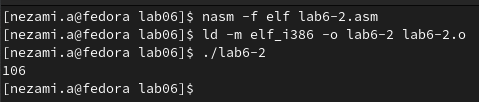 [nezami.a@fedora lab06]$ nasm -f elf lab6-2.asm
[nezami.a@fedora lab06]$ ld -m elf_i386 -o lab6-2 lab6-2.o
[nezami.a@fedora lab06]$ ./lab6-2
106
[nezami.a@fedora lab06]$